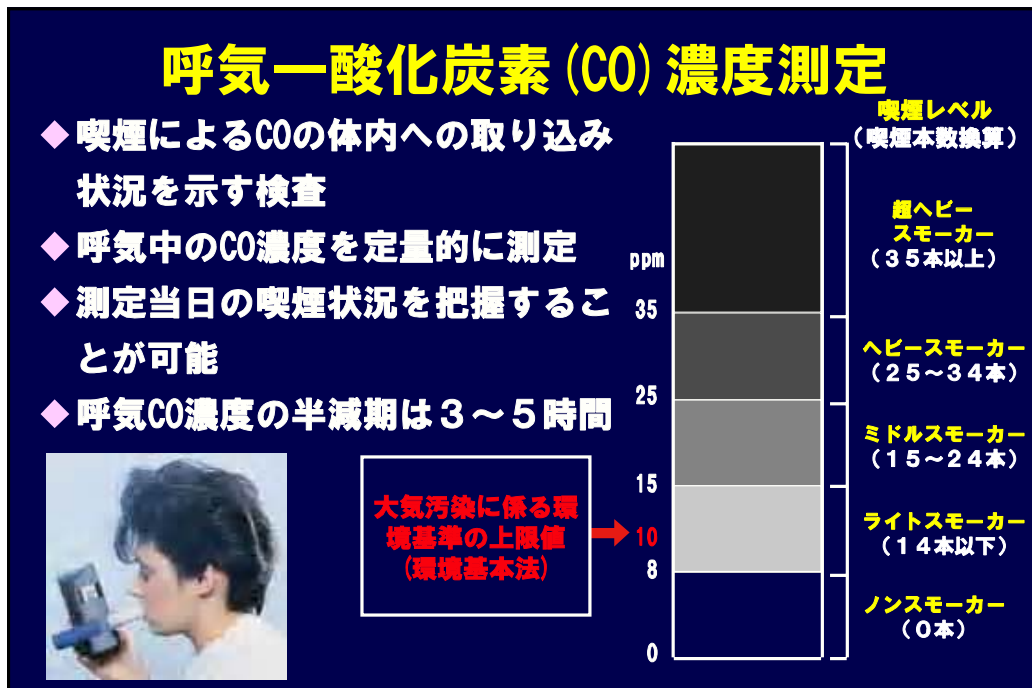 呼気一酸化炭素(CO)濃度測定
◆喫煙によるCOの体内への取り込み
状況を示す検査
◆呼気中のCO濃度を定量的に測定
◆測定当日の喫煙状況を把握するこ
とが可能
◆呼気CO濃度の半減期は３～５時間
大気汚染に係る環
境基準の上限値
(環境基本法)
ppm
35
25
15
10
8
0
喫煙レベル
（喫煙本数換算）
超ヘビー
スモーカー
（３５本以上）
ヘビースモーカー
（２５～３４本）
ミドルスモーカー
（１５～２４本）
ライトスモーカー
（１４本以下）
ノンスモーカー
（０本）